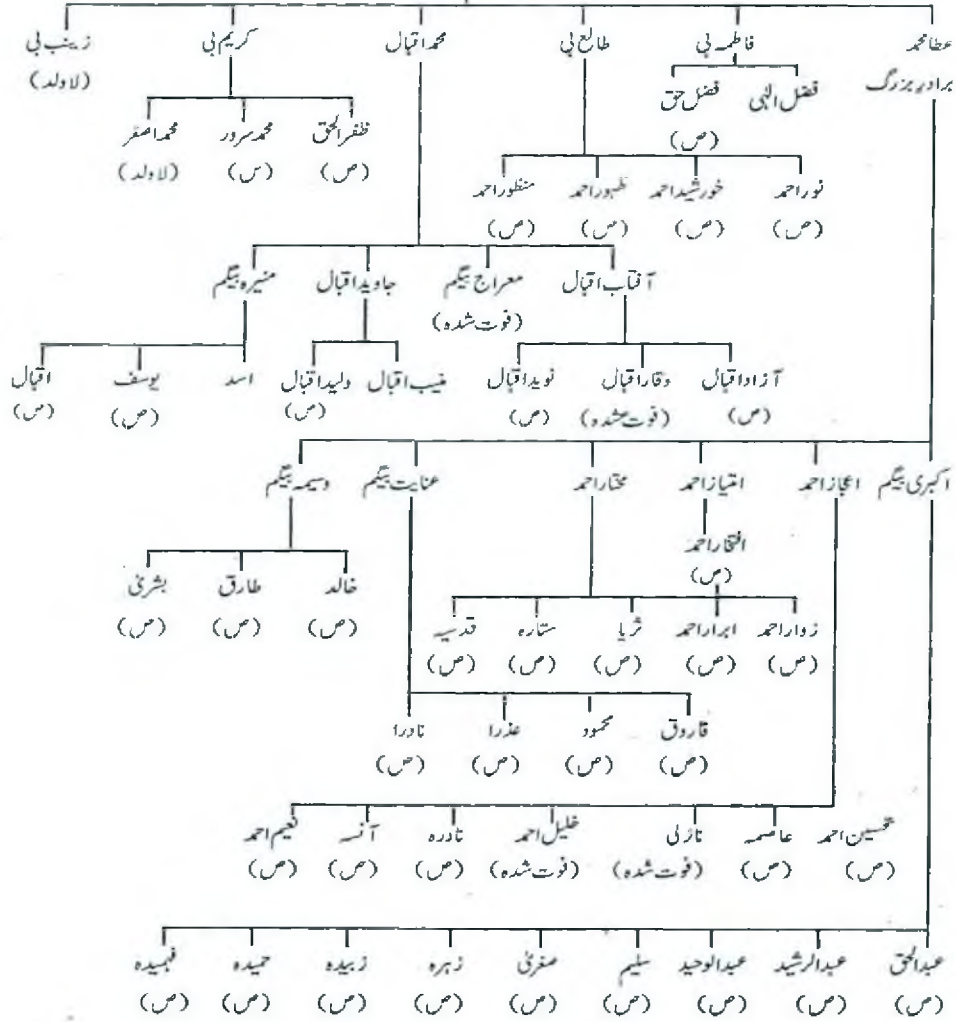 عطا محمد فاطمہ بی طالع بی محمد اقبال کریم بی زینب بی
برادر بزرگ (لا ولد)
فضل الٰہی فضل حق
(ص)
ظفر الحق محمد سرور محمد اصغر
(ص) (س) (لا ولد)
نور احمد خورشید احمد ظہور احمد منظور احمد
(ص) (ص) (ص) (ص)
آفتاب اقبال معراج بیگم جاوید اقبال منیرہ بیگم
(فوت شدہ)
آزاد اقبال وقار اقبال نوید اقبال منیب اقبال ولید اقبال اسد یوسف اقبال
(ص) (فوت شدہ) (ص) (ص) (ص) (ص)
اکبری بیگم اعجاز احمد امتیاز احمد مختار احمد عنایت بیگم وسیمہ بیگم
افتخار احمد
(ص)
خالد طارق بشریٰ
(ص) (ص) (ص)
زوار احمد ابرار احمد ثریا ستارہ قدسیہ
(ص) (ص) (ص) (ص) (ص)
فاروق محمود عذرا نادرا
(ص) (ص) (ص) (ص)
تحسین احمد عاصمہ نازلی خلیل احمد نادرہ آنسہ نعیم احمد
(ص) (ص) (فوت شدہ) (فوت شدہ) (ص) (ص) (ص)
عبدالحق عبدالرشید عبدالوحید سلیم صغریٰ زہرہ زبیدہ حمیدہ فہمیدہ
(ص) (ص) (ص) (ص) (ص) (ص) (ص) (ص) (ص)